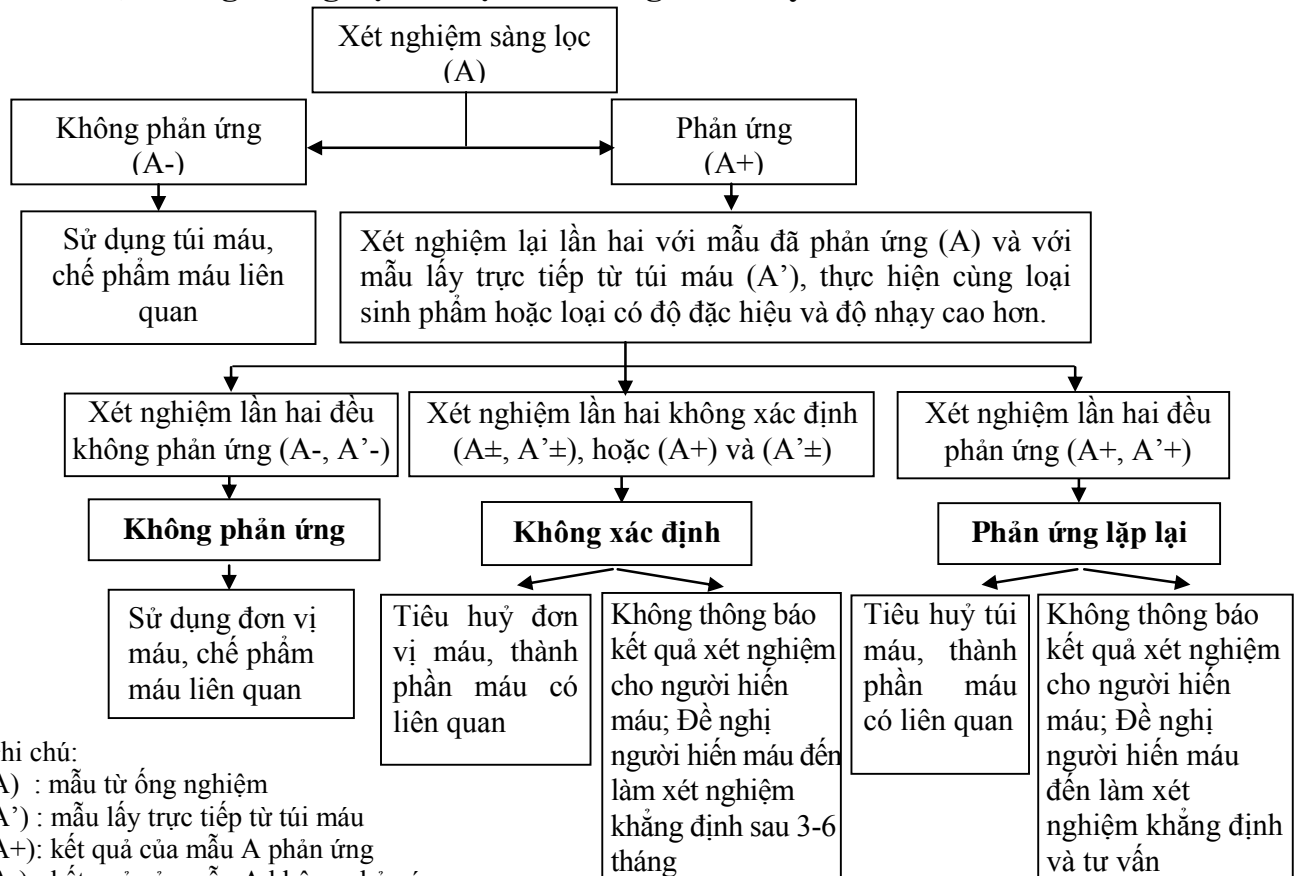 Xét nghiệm sàng lọc
(A)
Không phản ứng
(A-)
Phản ứng
(A+)
Sử dụng túi máu,
chế phẩm máu liên
quan
Xét nghiệm lại lần hai với mẫu đã phản ứng (A) và với
mẫu lấy trực tiếp từ túi máu (A’), thực hiện cùng loại
sinh phẩm hoặc loại có độ đặc hiệu và độ nhạy cao hơn.
Xét nghiệm lần hai đều
không phản ứng (A-, A’-)
Xét nghiệm lần hai không xác định
(A±, A’±), hoặc (A+) và (A’±)
Xét nghiệm lần hai đều
phản ứng (A+, A’+)
Không phản ứng
Không xác định
Phản ứng lặp lại
Sử dụng đơn vị
máu, chế phẩm
máu liên quan
Tiêu huỷ đơn
vị máu, thành
phần máu có
liên quan
Không thông báo
kết quả xét nghiệm
cho người hiến
máu; Đề nghị
người hiến máu đến
làm xét nghiệm
khẳng định sau 3-6
tháng
Tiêu huỷ túi
máu, thành
phần máu
có liên quan
Không thông báo
kết quả xét nghiệm
cho người hiến
máu; Đề nghị
người hiến máu
đến làm xét
nghiệm khẳng định
và tư vấn
hi chú:
A) : mẫu từ ống nghiệm
A’) : mẫu lấy trực tiếp từ túi máu
A+): kết quả của mẫu A phản ứng